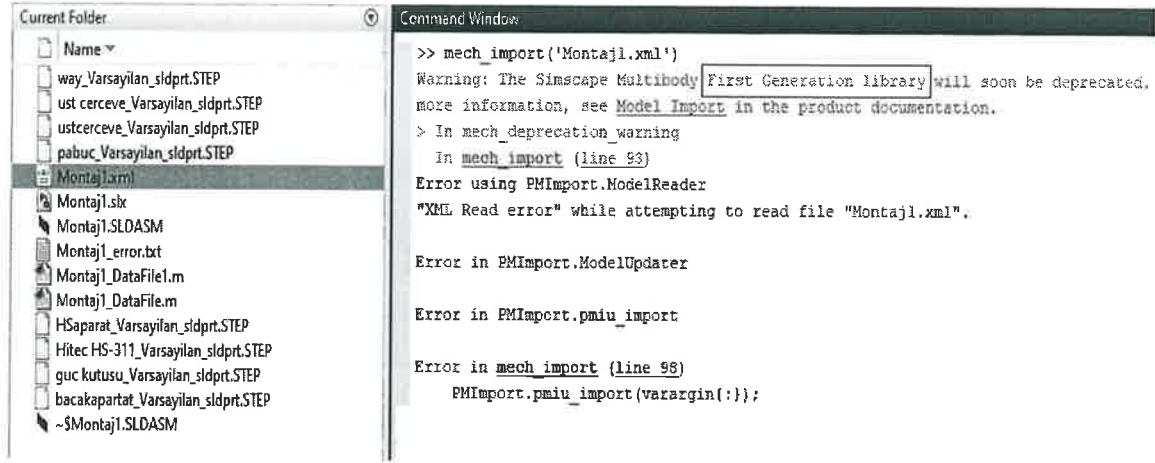 Current Folder
Name
way_Varsayilan_sldprt.STEP
ust cerceve_Varsayilan_sldprt.STEP
ustcerceve_Varsayilan_sldprt.STEP
pabuc_Varsayilan_sldprt.STEP
Montaj1.xml
Montaj1.slx
Montaj1.SLDASM
Montaj1_error.txt
Montaj1_DataFile1.m
Montaj1_DataFile.m
HSaparat_Varsayilan_sldprt.STEP
Hitec HS-311_Varsayilan_sldprt.STEP
guc kutusu_Varsayilan_sldprt.STEP
bacakapartat_Varsayilan_sldprt.STEP
~$Montaj1.SLDASM
Command Window
>> mech_import('Montaj1.xml')
Warning: The Simscape Multibody First Generation library will soon be deprecated.
more information, see Model Import in the product documentation.
> In mech_deprecation_warning
In mech_import (line 93)
Error using PMImport.ModelReader
"XML Read error" while attempting to read file "Montaj1.xml".
Error in PMImport.ModelUpdater
Error in PMImport.pmiu_import
Error in mech_import (line 98)
PMImport.pmiu_import(varargin{:});